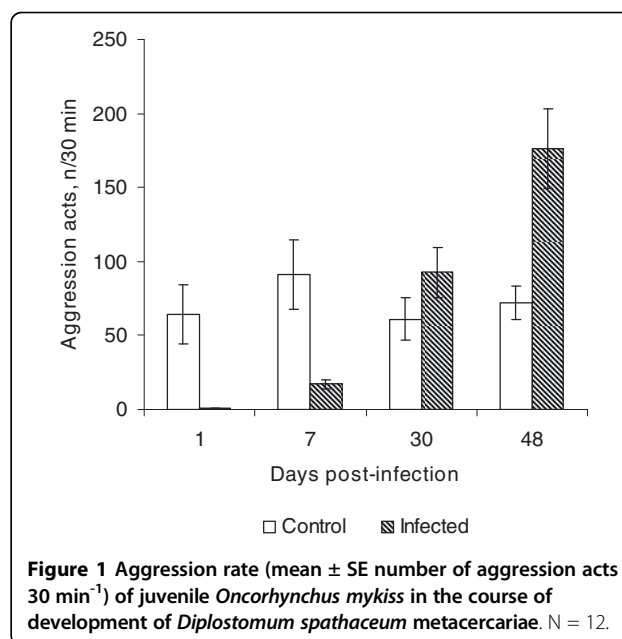 250
200
150
100
50
0
Aggression acts, n/30 min
1 7 30 48
Days post-infection
Control Infected
Figure 1 Aggression rate (mean ± SE number of aggression acts
30 min⁻¹) of juvenile Oncorhynchus mykiss in the course of
development of Diplostomum spathaceum metacercariae. N = 12.